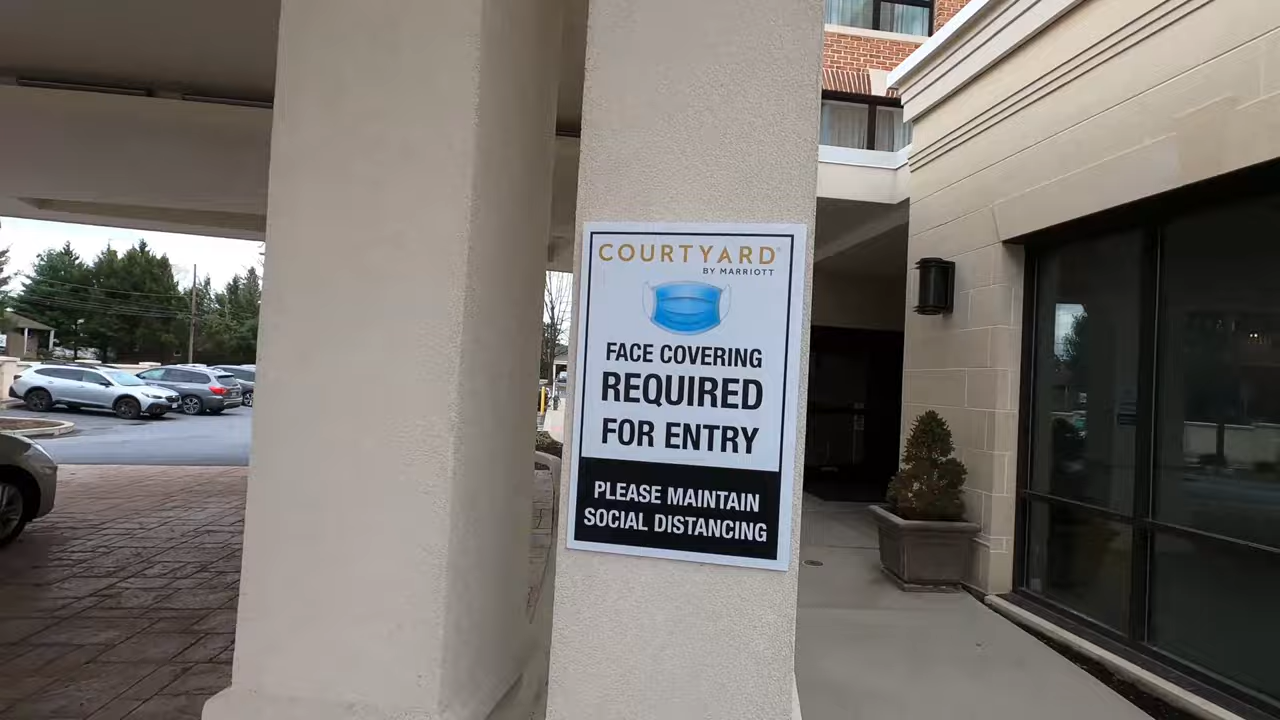 COURTYARD®
BY MARRIOTT
FACE COVERING
REQUIRED
FOR ENTRY
PLEASE MAINTAIN
SOCIAL DISTANCING